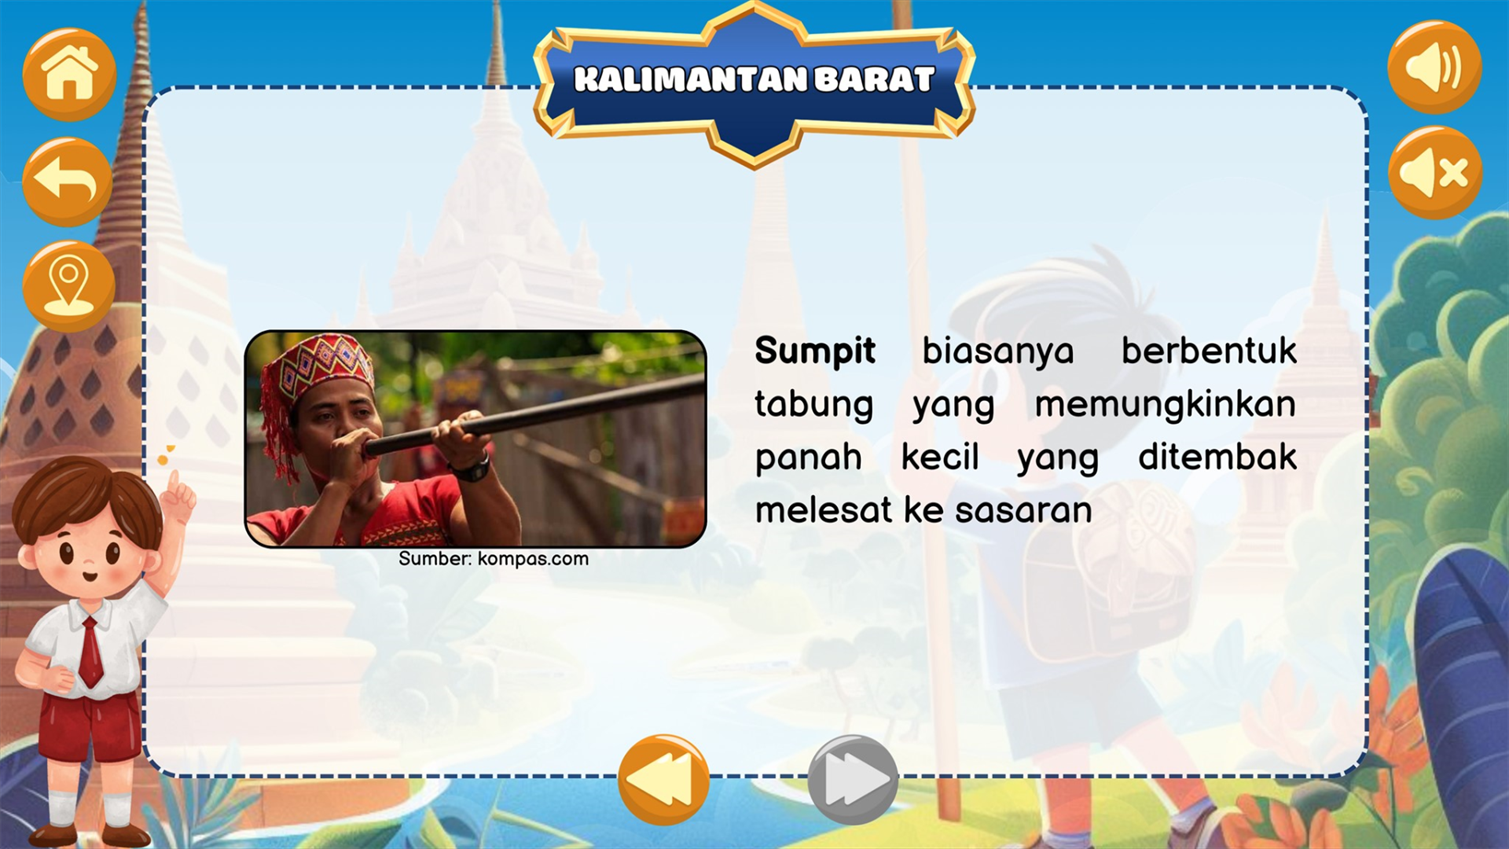 KALIMANTAN BARAT
Sumpit biasanya berbentuk
tabung yang memungkinkan
panah kecil yang ditembak
melesat ke sasaran
Sumber: kompas.com